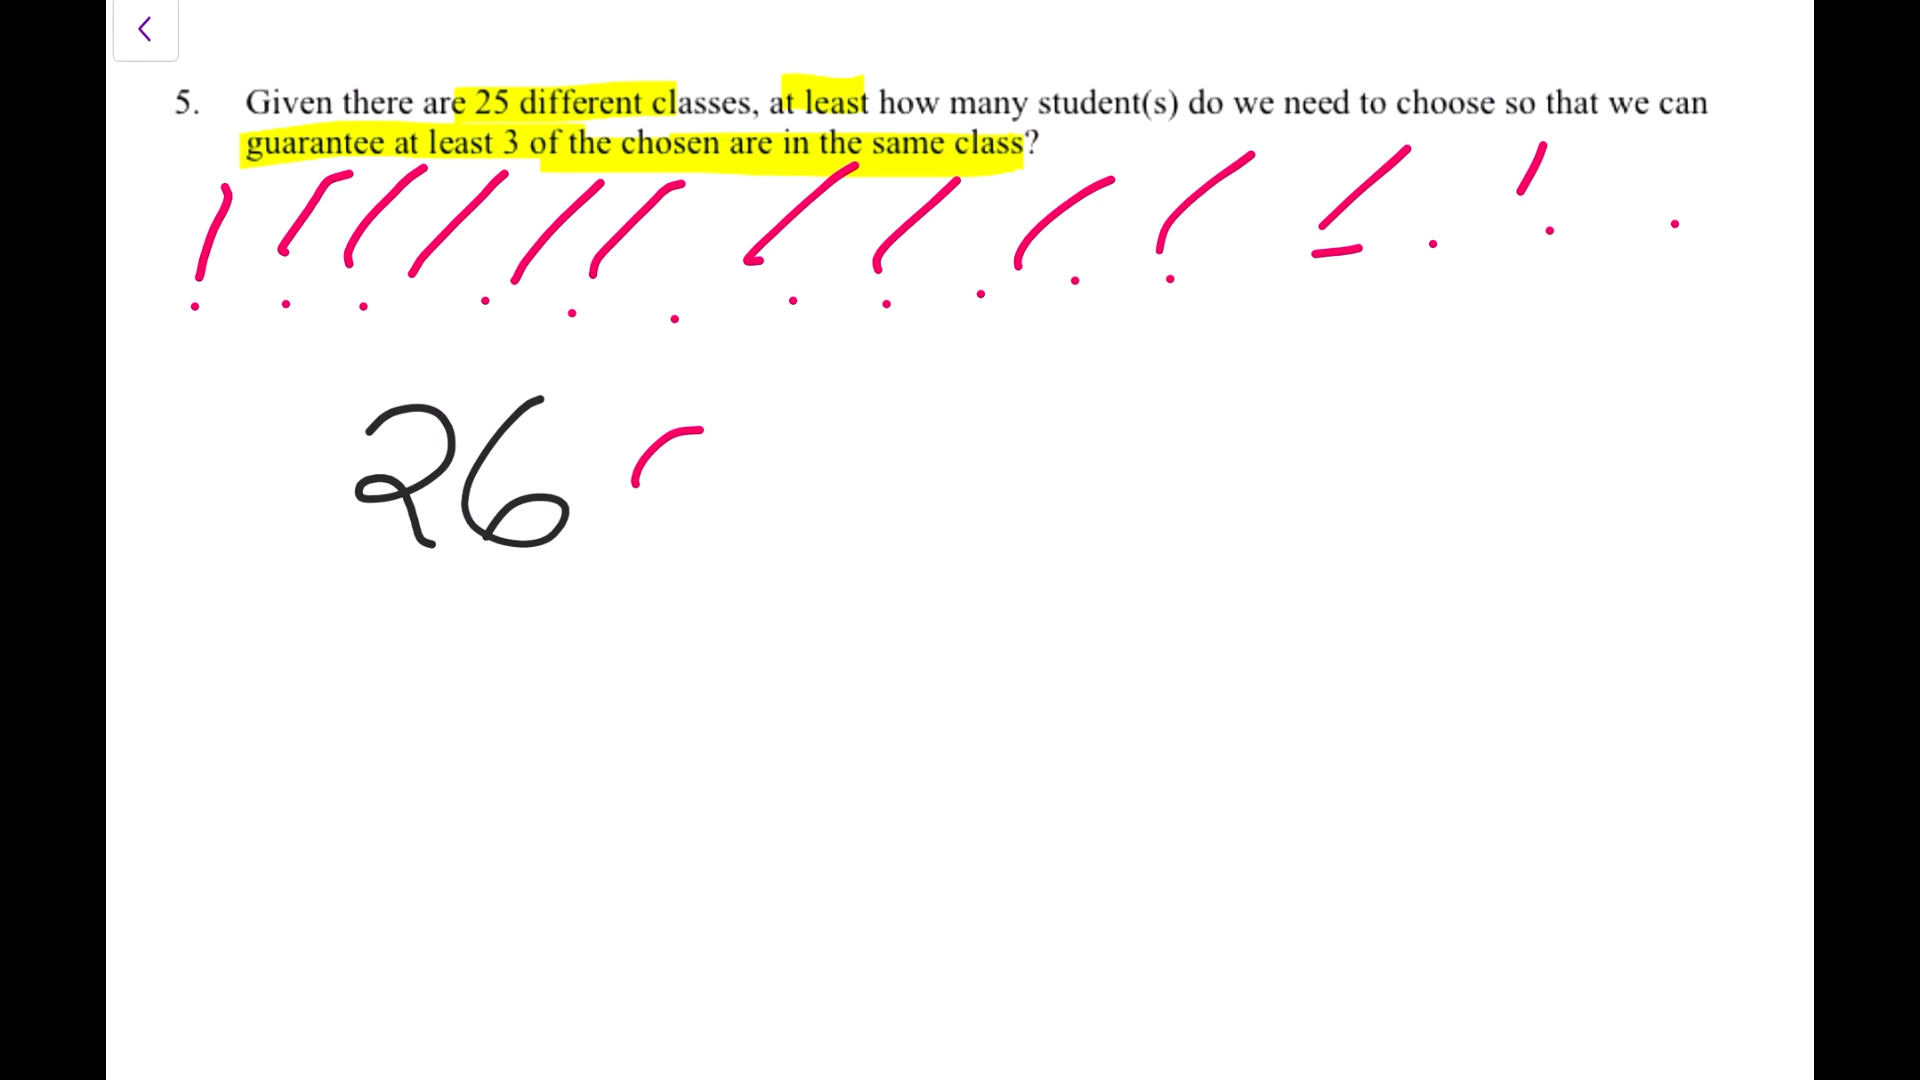 5. Given there are 25 different classes, at least how many student(s) do we need to choose so that we can
guarantee at least 3 of the chosen are in the same class?
26